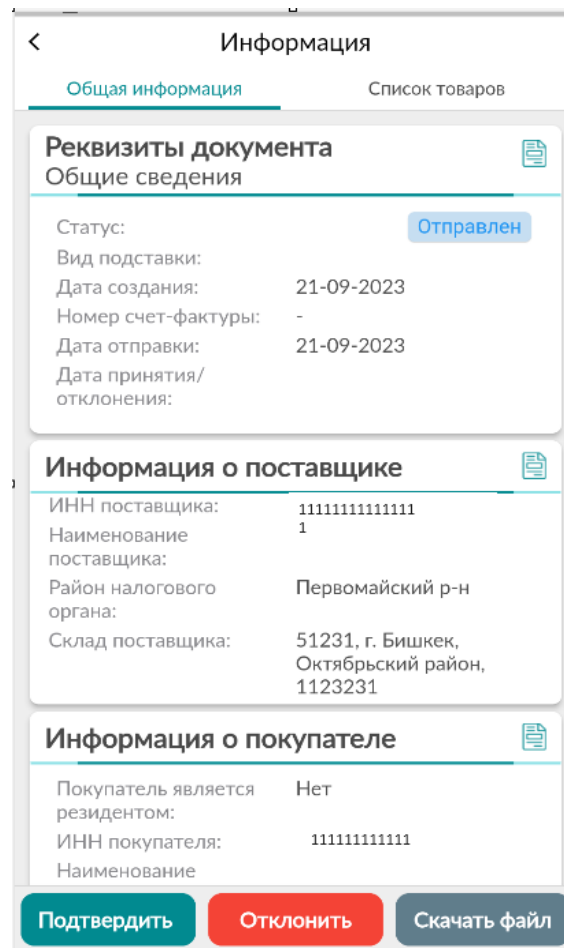 Информация
Общая информация Список товаров
Реквизиты документа
Общие сведения
Статус: Отправлен
Вид подставки:
Дата создания: 21-09-2023
Номер счет-фактуры: -
Дата отправки: 21-09-2023
Дата принятия/
отклонения:
Информация о поставщике
ИНН поставщика: 11111111111111
1
Наименование
поставщика:
Район налогового Первомайский р-н
органа:
Склад поставщика: 51231, г. Бишкек,
Октябрьский район,
1123231
Информация о покупателе
Покупатель является Нет
резидентом:
ИНН покупателя: 111111111111
Наименование
Подтвердить Отклонить Скачать файл